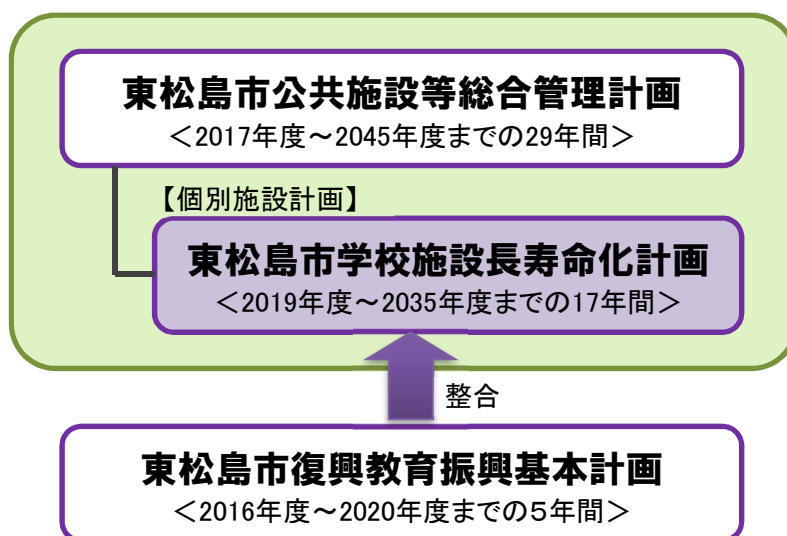 東松島市公共施設等総合管理計画
＜2017年度～2045年度までの29年間＞
【個別施設計画】
東松島市学校施設長寿命化計画
＜2019年度～2035年度までの17年間＞
整合
東松島市復興教育振興基本計画
＜2016年度～2020年度までの５年間＞